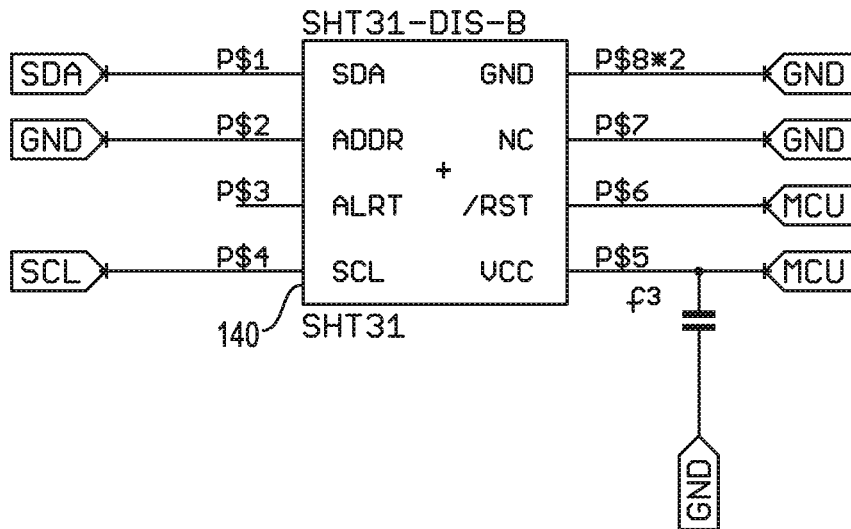 SHT31-DIS-B
SDA P$1 SDA GND P$8*2 GND
GND P$2 ADDR NC P$7 GND
P$3 ALRT /RST P$6 MCU
SCL P$4 SCL VCC P$5 MCU
f3
140 SHT31
GND